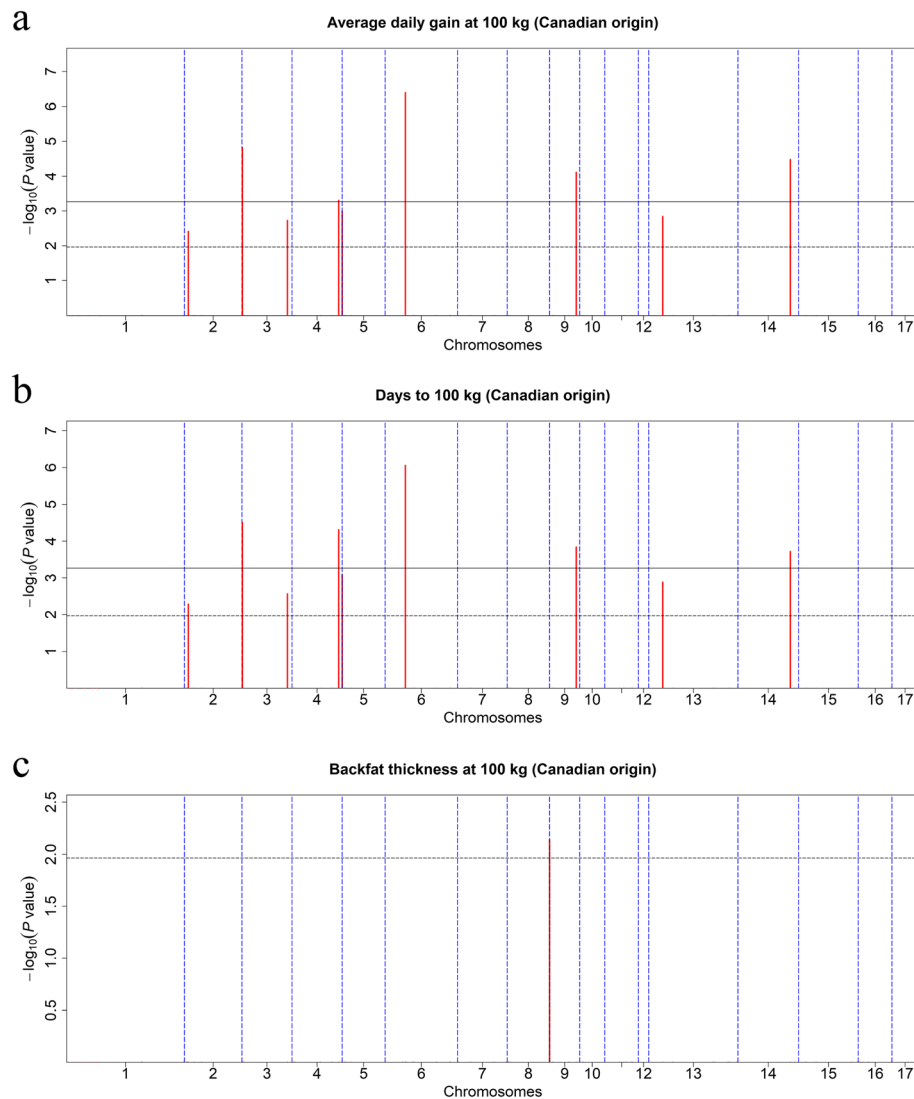 a
Average daily gain at 100 kg (Canadian origin)
7
6
5
4
3
2
1
−log10(P value)
1 2 3 4 5 6 7 8 9 10 12 13 14 15 16 17
Chromosomes
b
Days to 100 kg (Canadian origin)
7
6
5
4
3
2
1
−log10(P value)
1 2 3 4 5 6 7 8 9 10 12 13 14 15 16 17
Chromosomes
c
Backfat thickness at 100 kg (Canadian origin)
2.5
2.0
1.5
1.0
0.5
−log10(P value)
1 2 3 4 5 6 7 8 9 10 12 13 14 15 16 17
Chromosomes